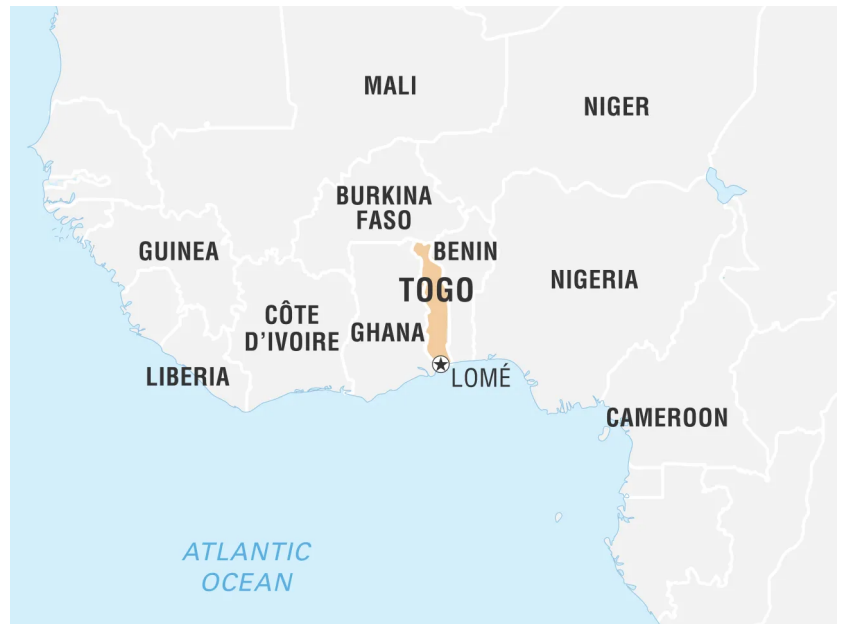 MALI
NIGER
BURKINA
FASO
GUINEA
BENIN
NIGERIA
TOGO
CÔTE
D'IVOIRE
GHANA
LIBERIA
LOMÉ
CAMEROON
ATLANTIC
OCEAN